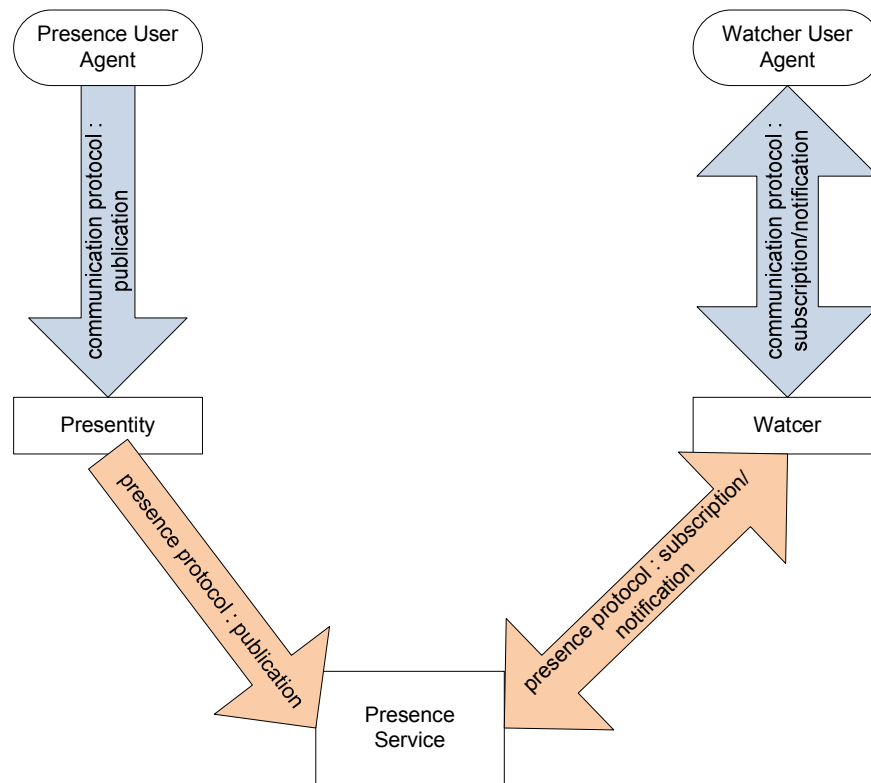 Presence User
Agent
Watcher User
Agent
communication protocol :
publication
communication protocol :
subscription/notification
Presentity
Watcer
presence protocol : publication
presence protocol : subscription/
notification
Presence
Service